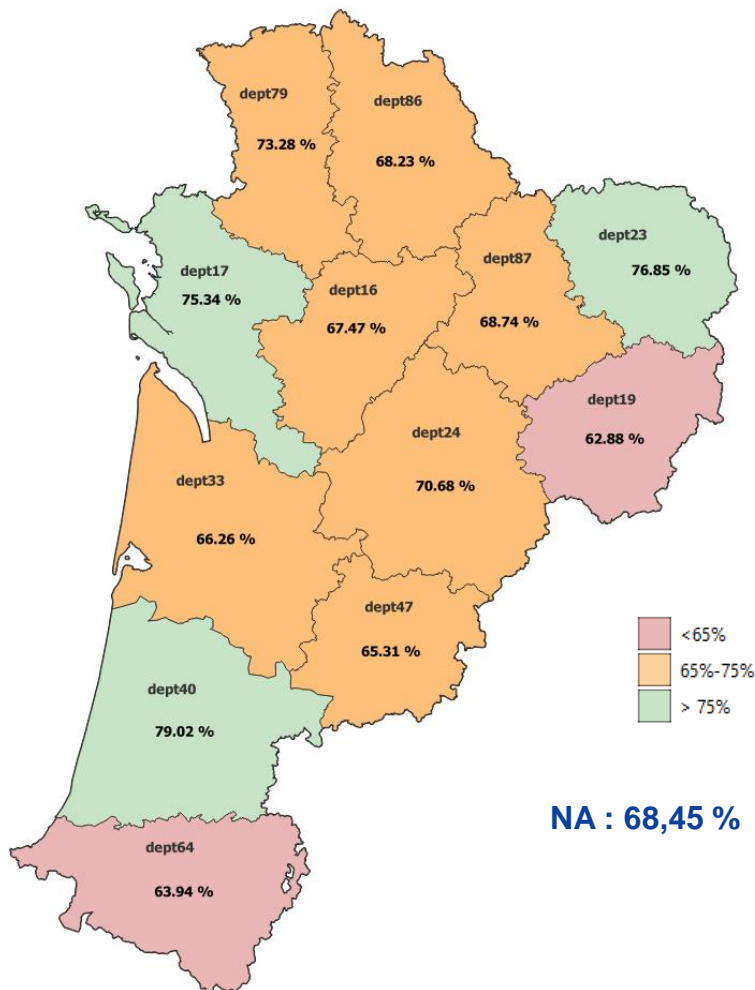 dept79
73.28 %
dept86
68.23 %
dept17
75.34 %
dept16
67.47 %
dept87
68.74 %
dept23
76.85 %
dept19
62.88 %
dept24
70.68 %
dept33
66.26 %
dept47
65.31 %
dept40
79.02 %
dept64
63.94 %
<65%
65%-75%
> 75%
NA : 68,45 %